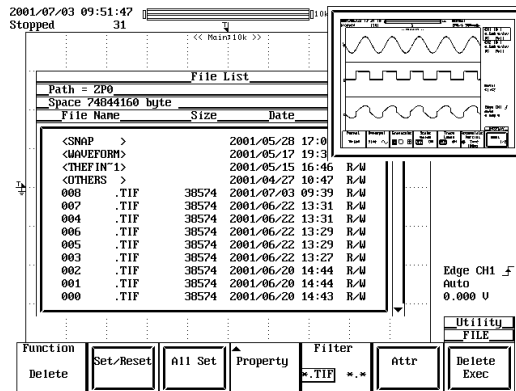 2001/07/03 09:51:47
Stopped 31
<< Main:10k >>
File List
Path = ZP0
Space 74844160 byte
File Name Size Date
<SNAP > 2001/05/28
<WAVEFORM> 2001/05/17
<THEFIN~1> 2001/05/15 16:46 R/W
<OTHERS > 2001/04/27 10:47 R/W
008 .TIF 38574 2001/07/03 09:39 R/W
007 .TIF 38574 2001/06/22 13:31 R/W
004 .TIF 38574 2001/06/22 13:31 R/W
006 .TIF 38574 2001/06/22 13:29 R/W
005 .TIF 38574 2001/06/22 13:29 R/W
003 .TIF 38574 2001/06/22 13:27 R/W
002 .TIF 38574 2001/06/20 14:44 R/W
001 .TIF 38574 2001/06/20 14:44 R/W
000 .TIF 38574 2001/06/20 14:43 R/W
Edge CH1
Auto
0.000 V
Utility
FILE
Function
Delete
Set/Reset
All Set
Property
Filter
*.TIF *.*
Attr
Delete
Exec